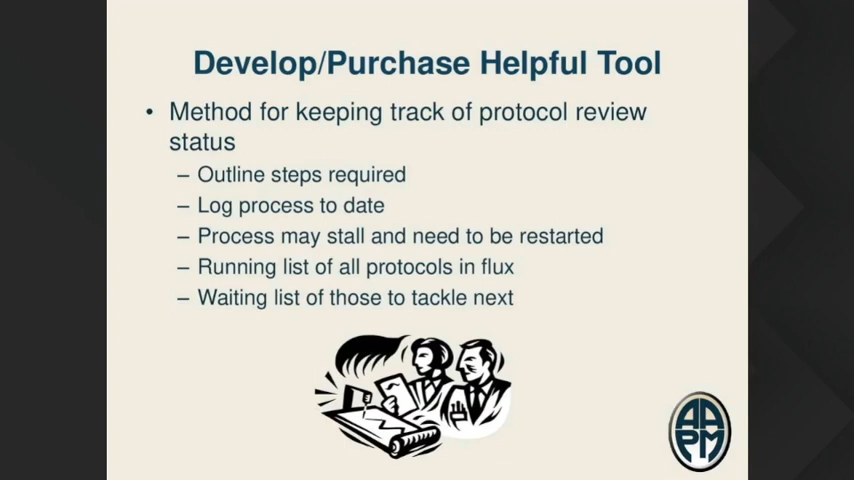 Develop/Purchase Helpful Tool
• Method for keeping track of protocol review
status
– Outline steps required
– Log process to date
– Process may stall and need to be restarted
– Running list of all protocols in flux
– Waiting list of those to tackle next
AA
PM